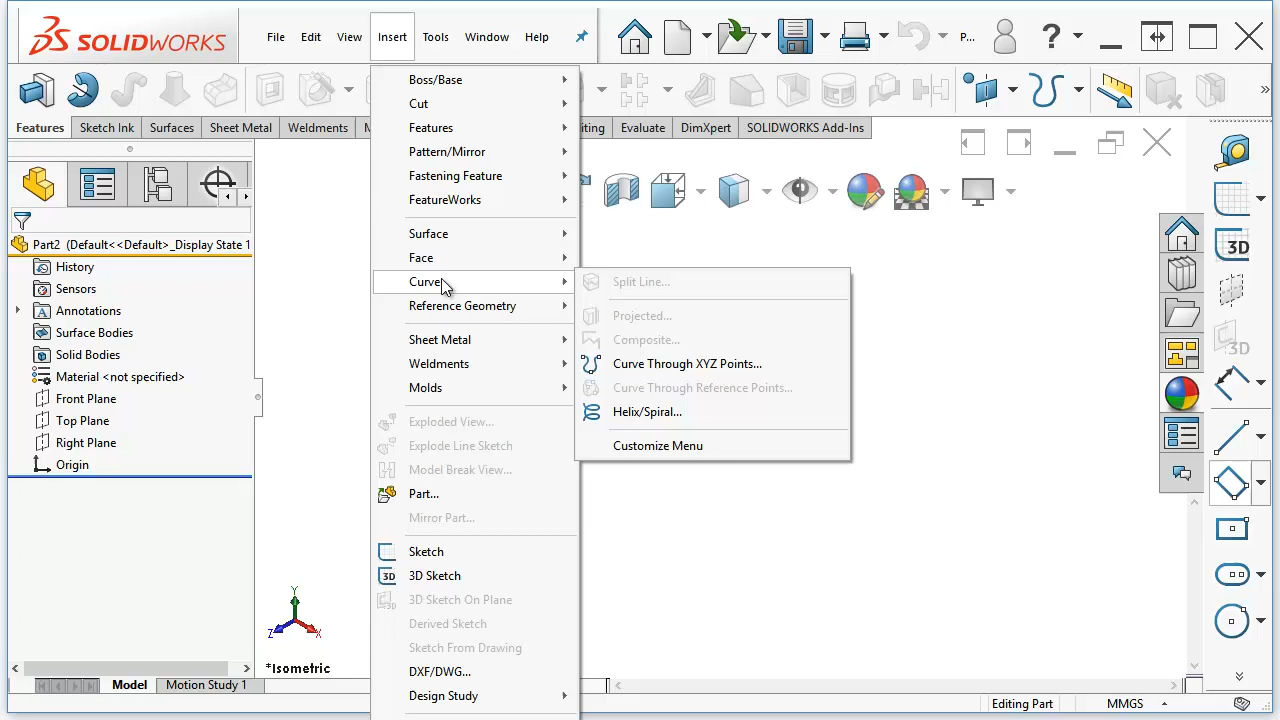 SOLIDWORKS
File Edit View Insert Tools Window Help
P...
?
Features Sketch Ink Surfaces Sheet Metal Weldments M
iting Evaluate DimXpert SOLIDWORKS Add-Ins
Boss/Base
Cut
Features
Pattern/Mirror
Fastening Feature
FeatureWorks
Surface
Face
Curve
Reference Geometry
Sheet Metal
Weldments
Molds
Exploded View...
Explode Line Sketch
Model Break View...
Part...
Mirror Part...
Sketch
3D Sketch
3D Sketch On Plane
Derived Sketch
Sketch From Drawing
DXF/DWG...
Design Study
Split Line...
Projected...
Composite...
Curve Through XYZ Points...
Curve Through Reference Points...
Helix/Spiral...
Customize Menu
Part2 (Default<<Default>_Display State 1
History
Sensors
Annotations
Surface Bodies
Solid Bodies
Material <not specified>
Front Plane
Top Plane
Right Plane
Origin
3D
3D
3D
3D
Y
Z
X
*Isometric
Model Motion Study 1
Editing Part MMGS